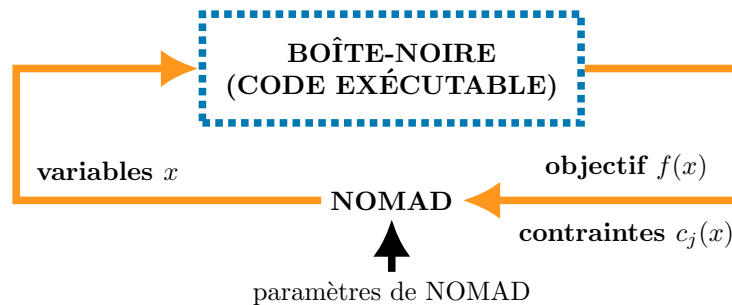 BOÎTE-NOIRE
(CODE EXÉCUTABLE)
variables x
objectif f(x)
NOMAD
contraintes c_j(x)
paramètres de NOMAD